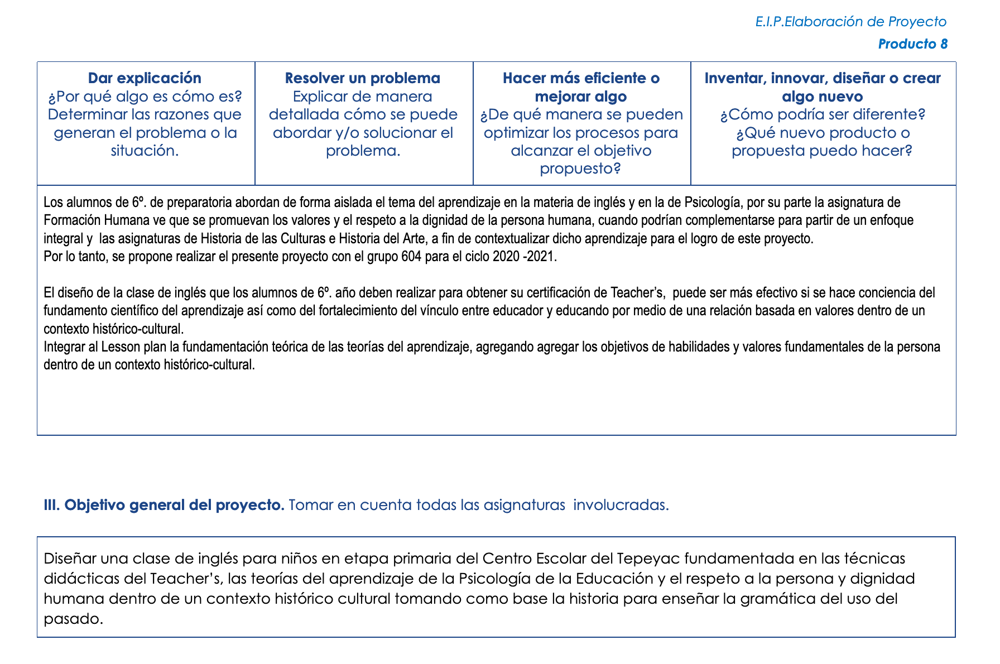 E.I.P.Elaboración de Proyecto
Producto 8
Dar explicación
¿Por qué algo es cómo es?
Determinar las razones que
generan el problema o la
situación.
Resolver un problema
Explicar de manera
detallada cómo se puede
abordar y/o solucionar el
problema.
Hacer más eficiente o
mejorar algo
¿De qué manera se pueden
optimizar los procesos para
alcanzar el objetivo
propuesto?
Inventar, innovar, diseñar o crear
algo nuevo
¿Cómo podría ser diferente?
¿Qué nuevo producto o
propuesta puedo hacer?
Los alumnos de 6º. de preparatoria abordan de forma aislada el tema del aprendizaje en la materia de inglés y en la de Psicología, por su parte la asignatura de
Formación Humana ve que se promuevan los valores y el respeto a la dignidad de la persona humana, cuando podrían complementarse para partir de un enfoque
integral y  las asignaturas de Historia de las Culturas e Historia del Arte, a fin de contextualizar dicho aprendizaje para el logro de este proyecto.
Por lo tanto, se propone realizar el presente proyecto con el grupo 604 para el ciclo 2020 -2021.
El diseño de la clase de inglés que los alumnos de 6º. año deben realizar para obtener su certificación de Teacher’s,  puede ser más efectivo si se hace conciencia del
fundamento científico del aprendizaje así como del fortalecimiento del vínculo entre educador y educando por medio de una relación basada en valores dentro de un
contexto histórico-cultural.
Integrar al Lesson plan la fundamentación teórica de las teorías del aprendizaje, agregando agregar los objetivos de habilidades y valores fundamentales de la persona
dentro de un contexto histórico-cultural.
III. Objetivo general del proyecto. Tomar en cuenta todas las asignaturas  involucradas.
Diseñar una clase de inglés para niños en etapa primaria del Centro Escolar del Tepeyac fundamentada en las técnicas
didácticas del Teacher’s, las teorías del aprendizaje de la Psicología de la Educación y el respeto a la persona y dignidad
humana dentro de un contexto histórico cultural tomando como base la historia para enseñar la gramática del uso del
pasado.